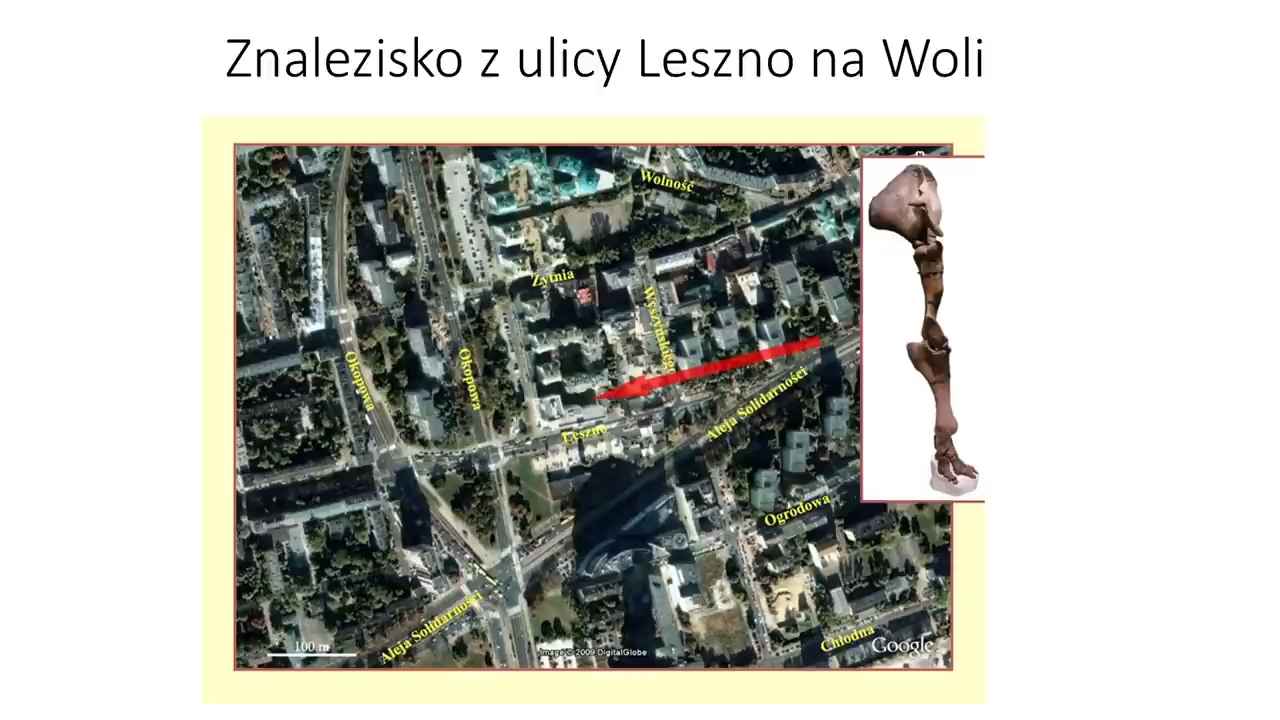 Znalezisko z ulicy Leszno na Woli
Wolność
Żytnia
Wyszyńskiego
Okopowa
Okopowa
Aleja Solidarności
Leszno
Ogrodowa
Aleja Solidarności
Chłodna
100 m
Image © 2009 DigitalGlobe
Google